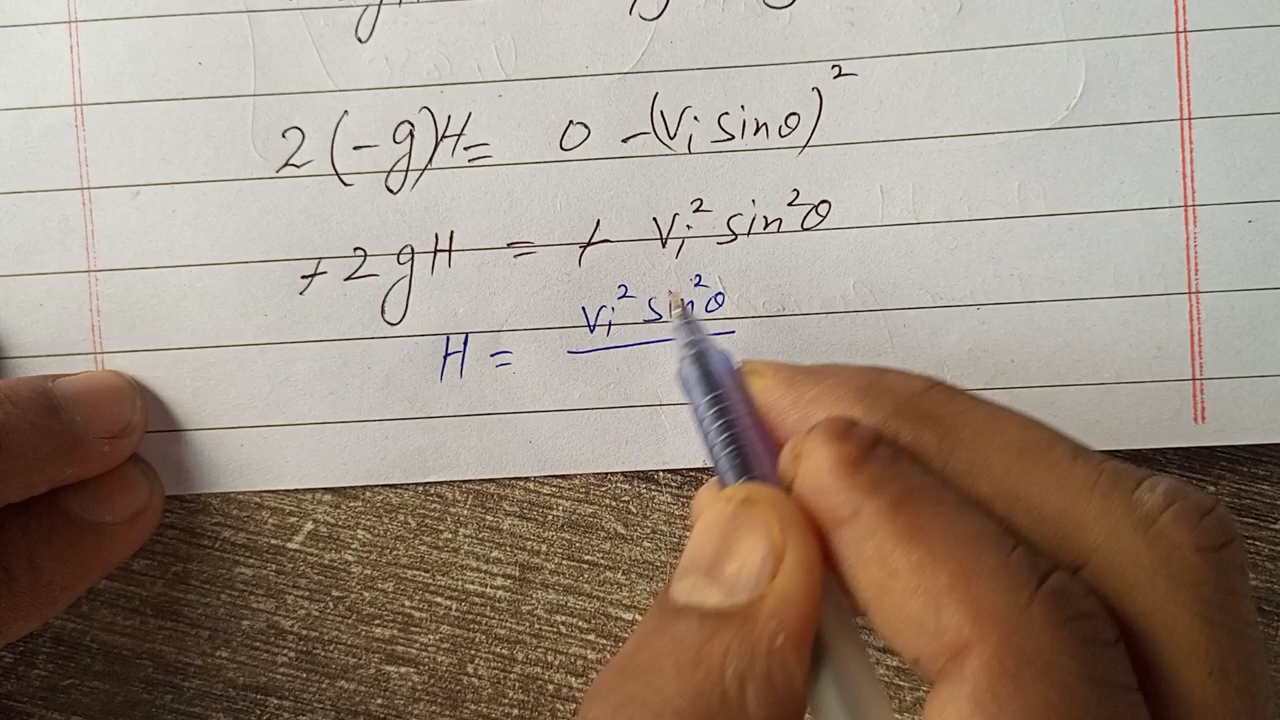 2(-g)H = 0 -(Vi sinθ)²
+2gH = + Vi² sin²θ
Vi² sin²θ
H =